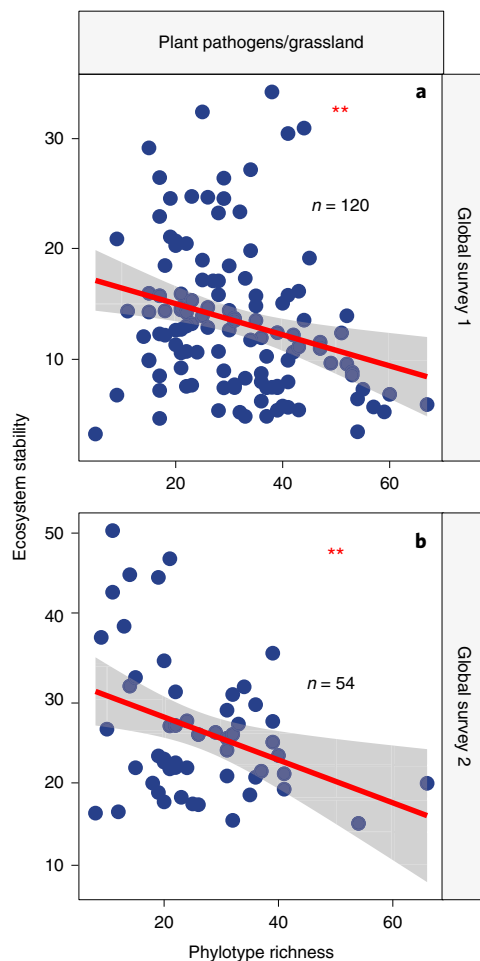 Plant pathogens/grassland
a
**
n = 120
Global survey 1
30
20
10
20
40
60
Ecosystem stability
b
**
n = 54
Global survey 2
50
40
30
20
10
20
40
60
Phylotype richness